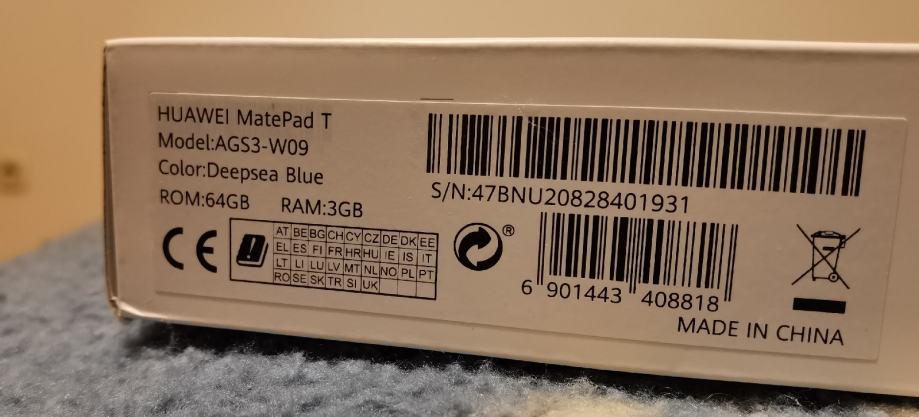 HUAWEI MatePad T
Model:AGS3-W09
Color:Deepsea Blue
ROM:64GB RAM:3GB
CE
AT BE BG CH CY CZ DE DK EE
EL ES FI FR HR HU IE IS IT
LT LI LU LV MT NL NO PL PT
RO SE SK TR SI UK
®
S/N:47BNU20828401931
6 901443 408818
MADE IN CHINA